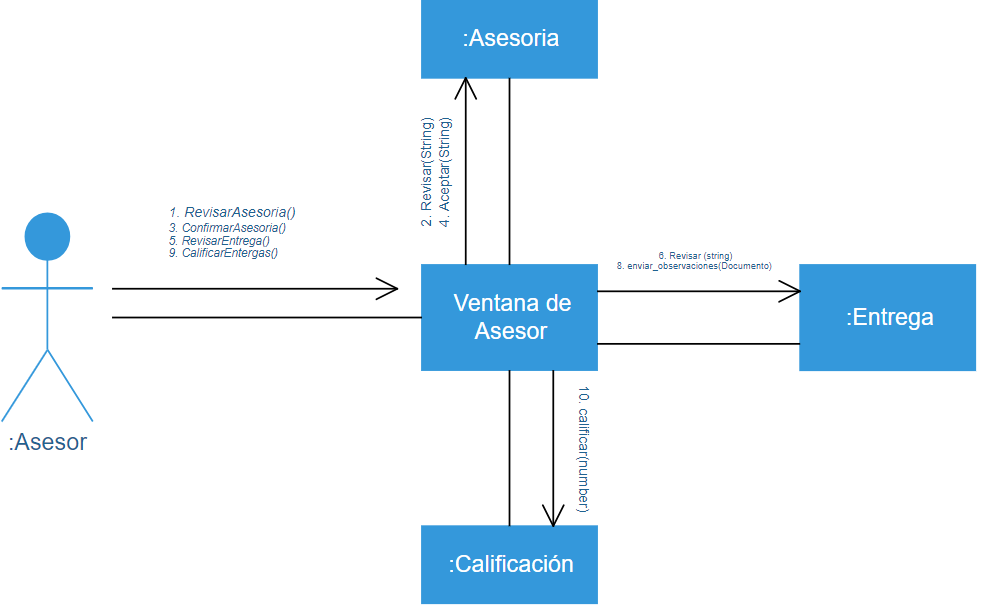 :Asesoria
2. Revisar(String)
4. Aceptar(String)
1. RevisarAsesoria()
3. ConfirmarAsesoria()
5. RevisarEntrega()
9. CalificarEntergas()
6. Revisar (string)
8. enviar_observaciones(Documento)
Ventana de
Asesor
:Entrega
:Asesor
10. calificar(number)
:Calificación